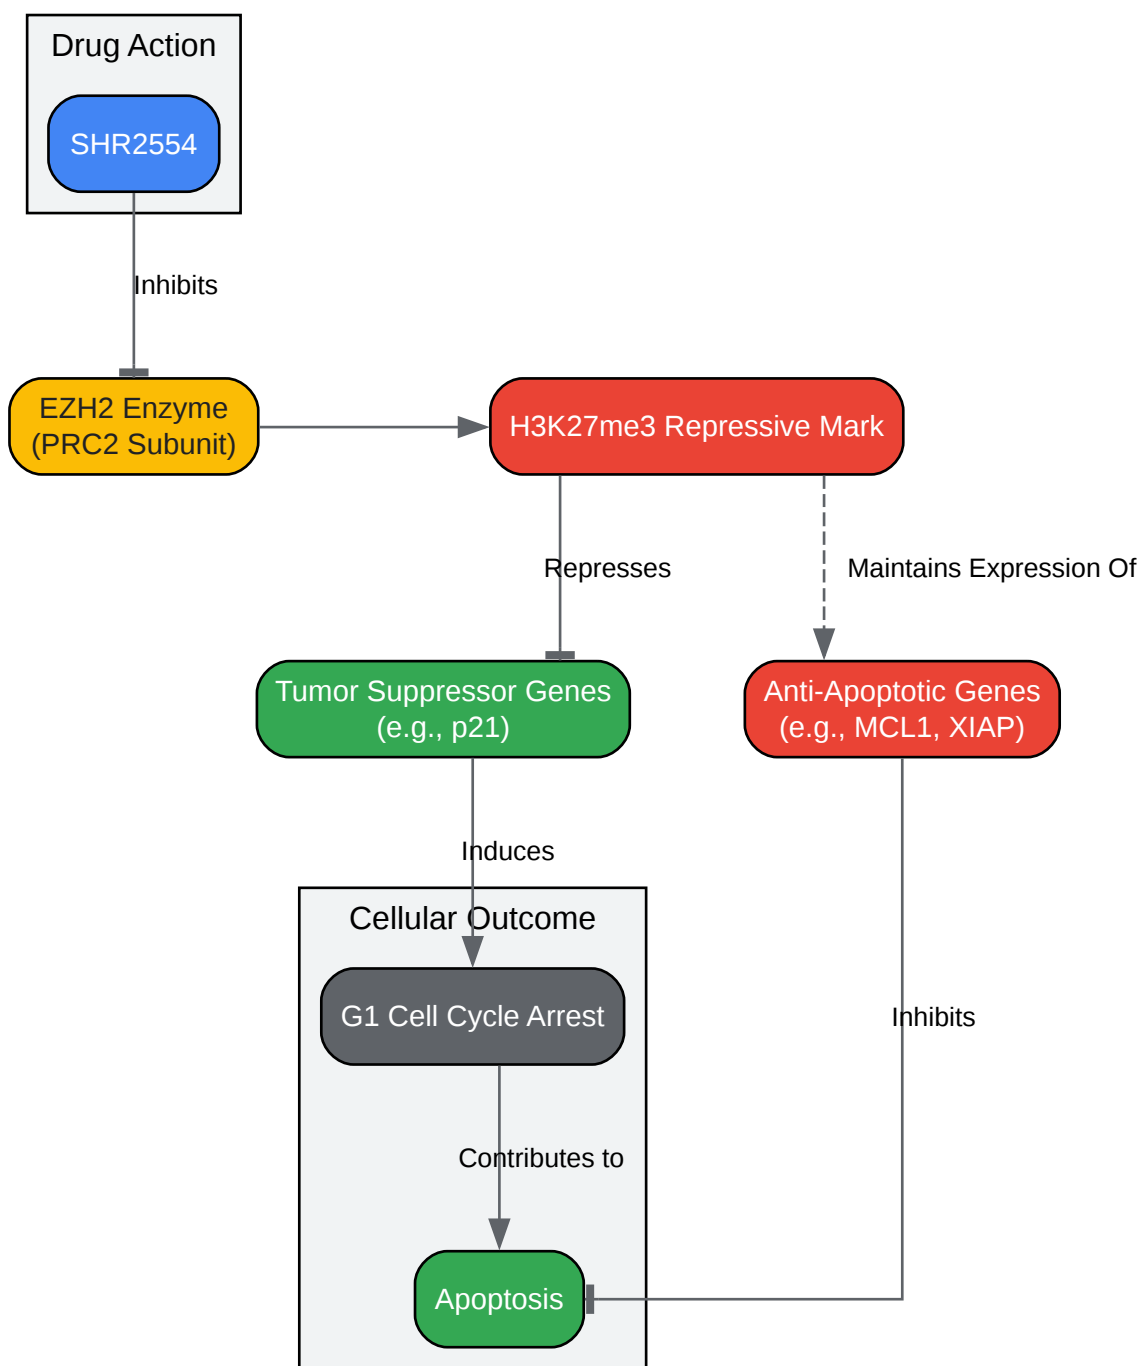 Drug Action
SHR2554
Inhibits
EZH2 Enzyme
(PRC2 Subunit)
H3K27me3 Repressive Mark
Represses
Maintains Expression Of
Tumor Suppressor Genes
(e.g., p21)
Anti-Apoptotic Genes
(e.g., MCL1, XIAP)
Induces
Cellular Outcome
G1 Cell Cycle Arrest
Inhibits
Contributes to
Apoptosis